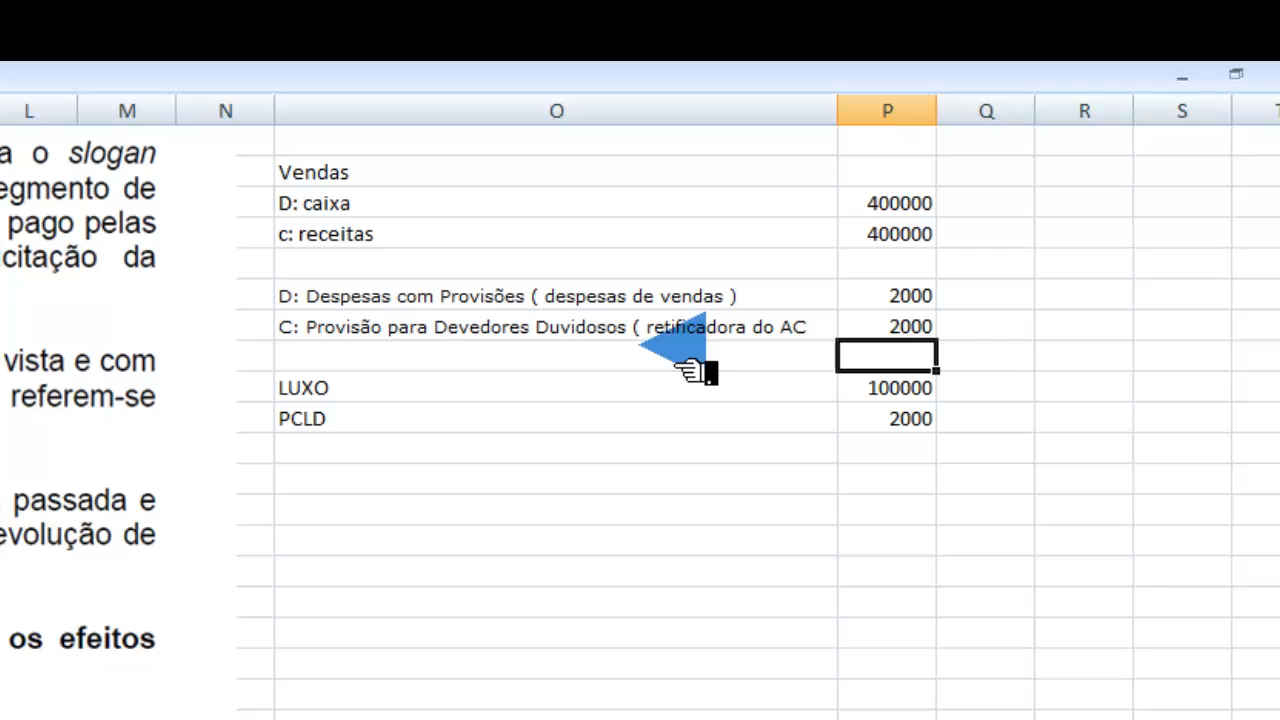 L M N O P Q R S T
a o slogan
egmento de
pago pelas
citação da
vista e com
referem-se
passada e
evolução de
os efeitos
Vendas
D: caixa 400000
c: receitas 400000
D: Despesas com Provisões ( despesas de vendas ) 2000
C: Provisão para Devedores Duvidosos ( retificadora do AC 2000
LUXO 100000
PCLD 2000